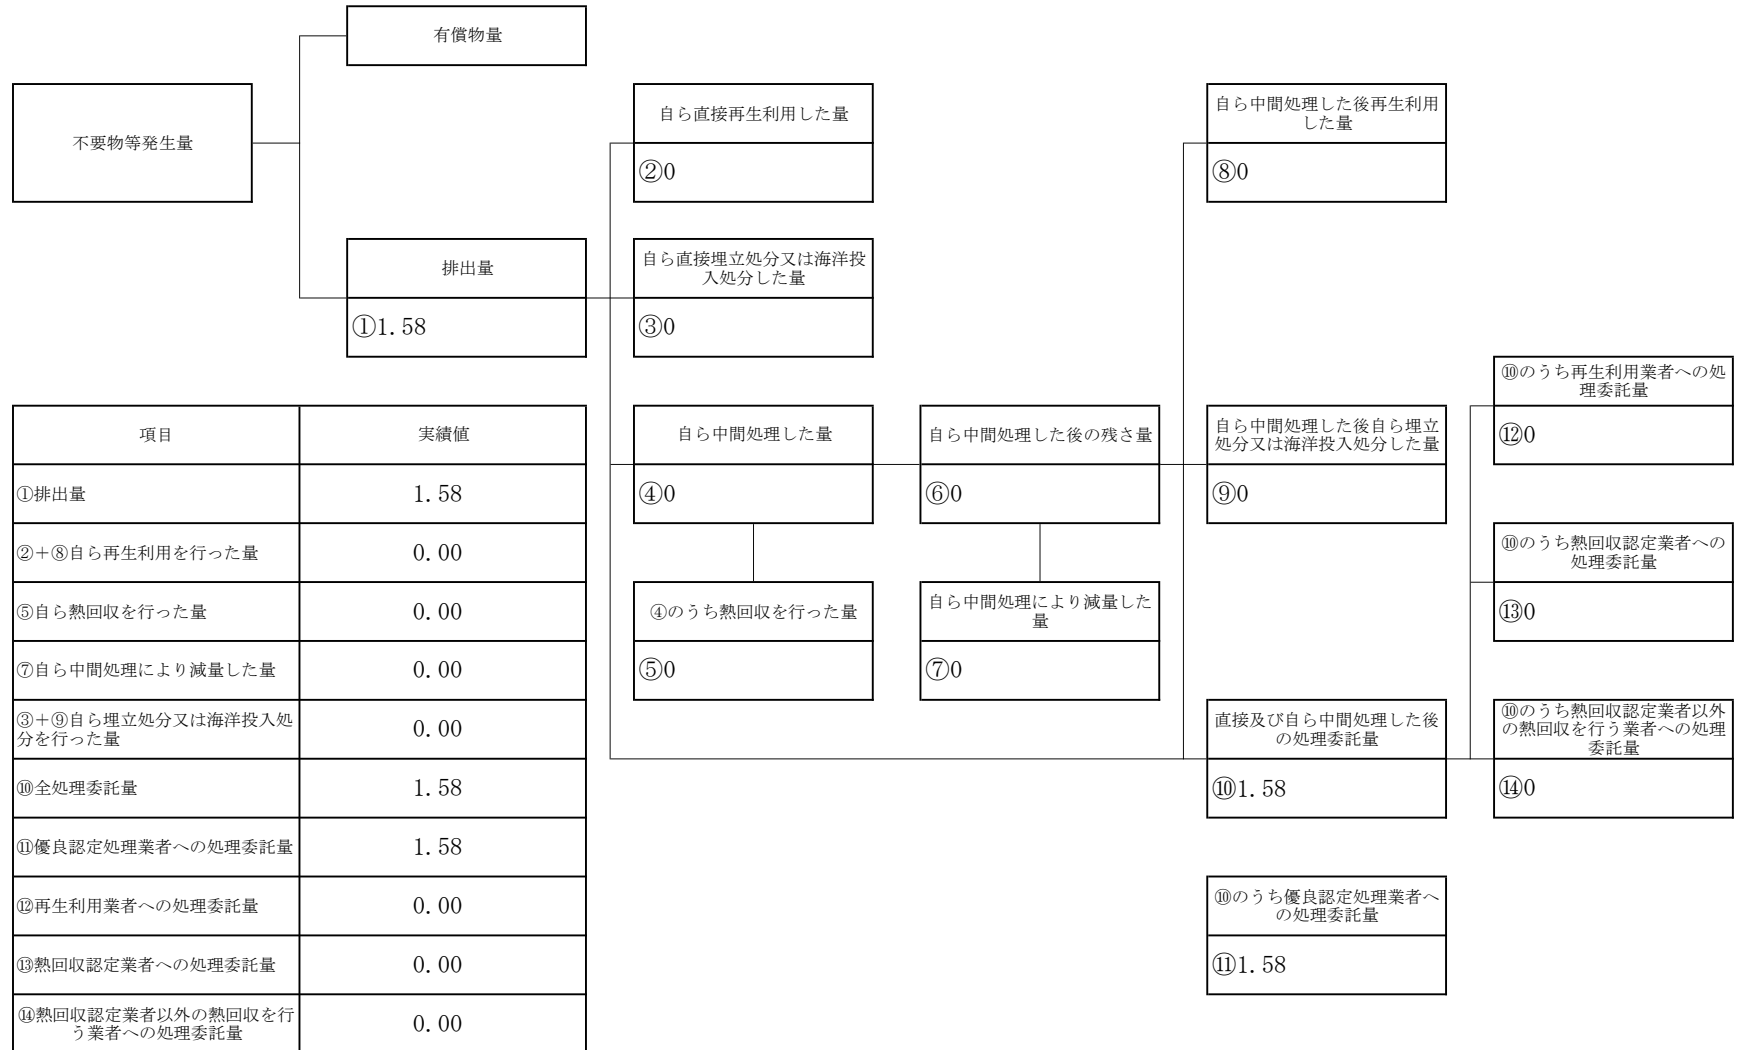 有償物量
不要物等発生量
自ら直接再生利用した量
②0
自ら中間処理した後再生利用
した量
⑧0
排出量
①1.58
自ら直接埋立処分又は海洋投
入処分した量
③0
項目
実績値
①排出量
1.58
②+⑧自ら再生利用を行った量
0.00
⑤自ら熱回収を行った量
0.00
⑦自ら中間処理により減量した量
0.00
③+⑨自ら埋立処分又は海洋投入処
分を行った量
0.00
⑩全処理委託量
1.58
⑪優良認定処理業者への処理委託量
1.58
⑫再生利用業者への処理委託量
0.00
⑬熱回収認定業者への処理委託量
0.00
⑭熱回収認定業者以外の熱回収を行
う業者への処理委託量
0.00
自ら中間処理した量
④0
④のうち熱回収を行った量
⑤0
自ら中間処理した後の残さ量
⑥0
自ら中間処理により減量した
量
⑦0
自ら中間処理した後自ら埋立
処分又は海洋投入処分した量
⑨0
直接及び自ら中間処理した後
の処理委託量
⑩1.58
⑩のうち優良認定処理業者へ
の処理委託量
⑪1.58
⑩のうち再生利用業者への処
理委託量
⑫0
⑩のうち熱回収認定業者への
処理委託量
⑬0
⑩のうち熱回収認定業者以外
の熱回収を行う業者への処理
委託量
⑭0